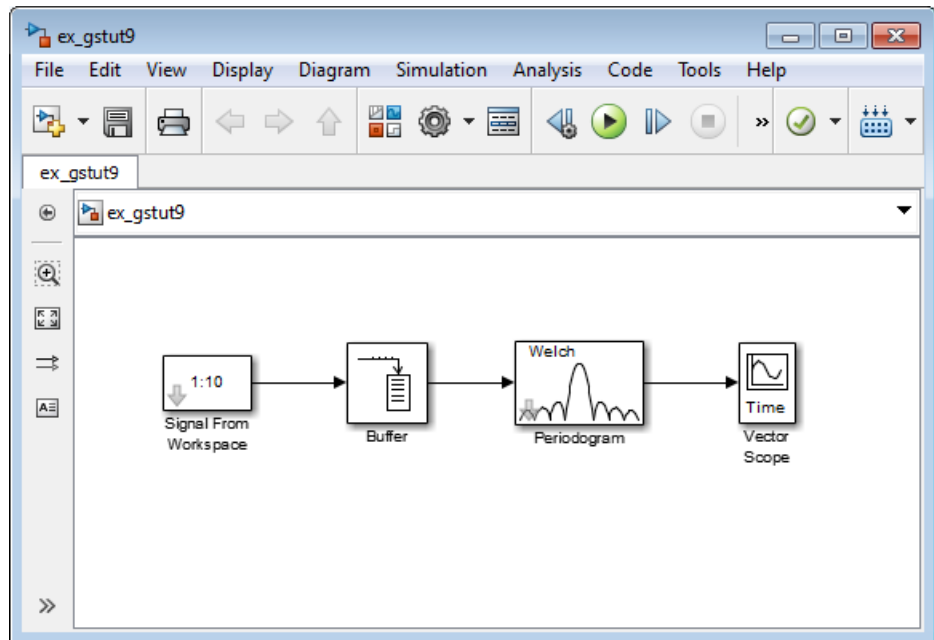 ex_gstut9
File Edit View Display Diagram Simulation Analysis Code Tools Help
ex_gstut9
ex_gstut9
1:10
Signal From
Workspace
Buffer
Welch
Periodogram
Time
Vector
Scope